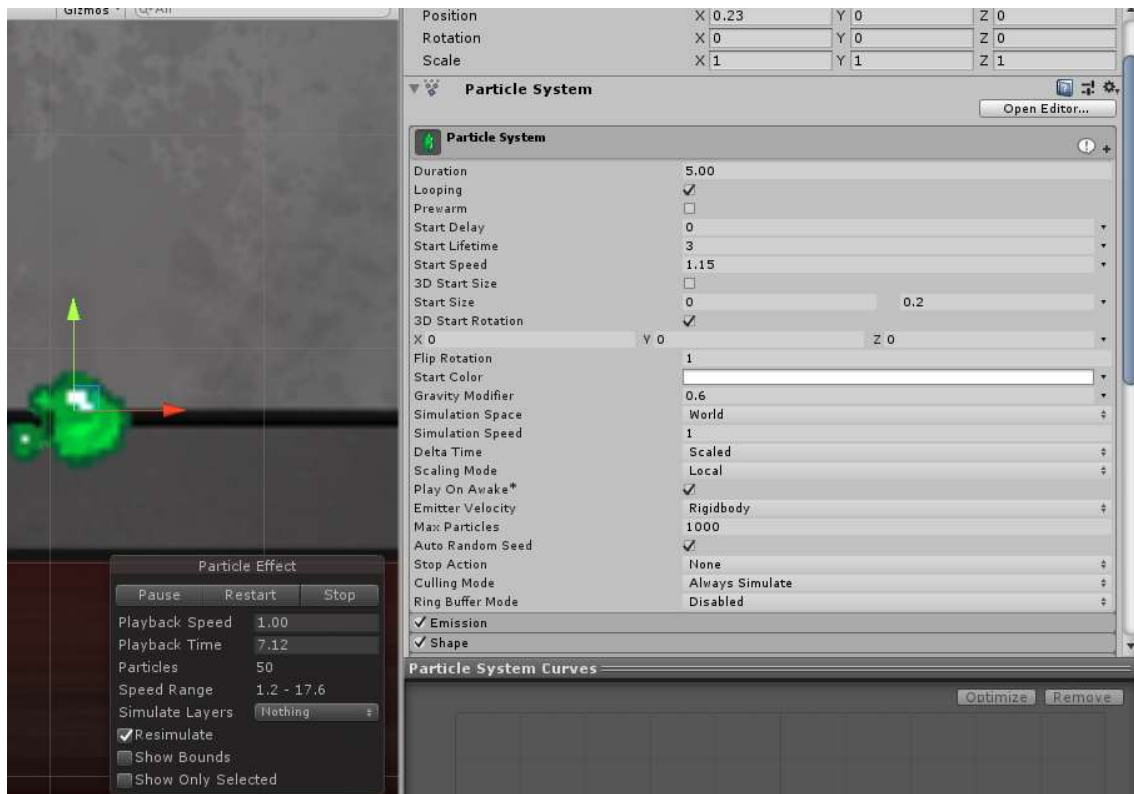 Gizmos
All
Position X 0.23 Y 0 Z 0
Rotation X 0 Y 0 Z 0
Scale X 1 Y 1 Z 1
Particle System
Open Editor...
Particle System
Duration 5.00
Looping
Prewarm
Start Delay 0
Start Lifetime 3
Start Speed 1.15
3D Start Size
Start Size 0 0.2
3D Start Rotation
X 0 Y 0 Z 0
Flip Rotation 1
Start Color
Gravity Modifier 0.6
Simulation Space World
Simulation Speed 1
Delta Time Scaled
Scaling Mode Local
Play On Awake*
Emitter Velocity Rigidbody
Max Particles 1000
Auto Random Seed
Stop Action None
Culling Mode Always Simulate
Ring Buffer Mode Disabled
Emission
Shape
Particle System Curves
Optimize Remove
Particle Effect
Pause Restart Stop
Playback Speed 1.00
Playback Time 7.12
Particles 50
Speed Range 1.2 - 17.6
Simulate Layers Nothing
Resimulate
Show Bounds
Show Only Selected